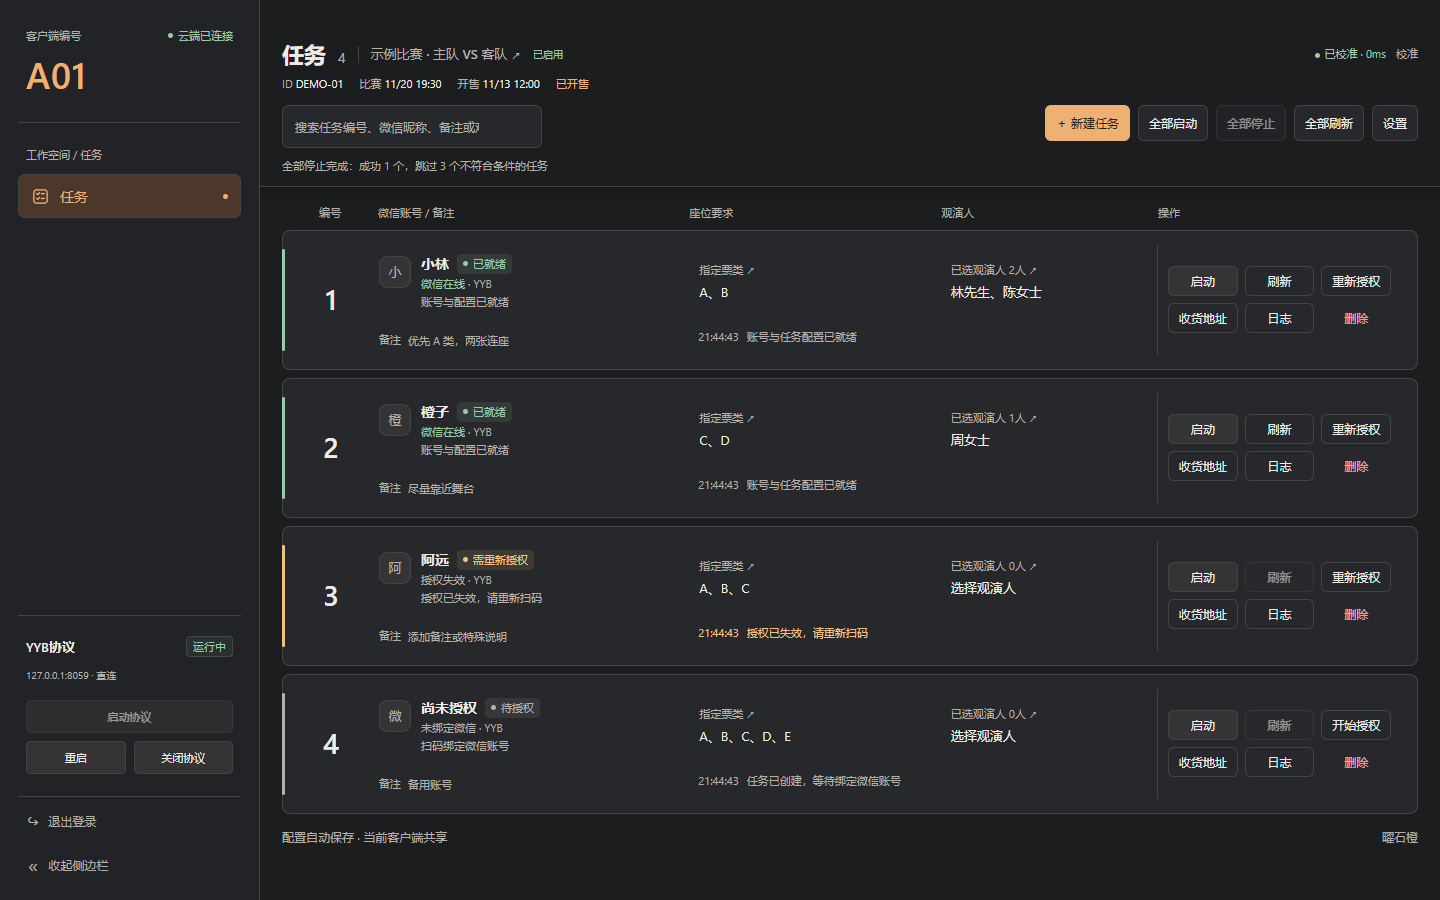 客户端编号
云端已连接
A01
工作空间 / 任务
任务
YYB协议
运行中
127.0.0.1:8059 · 直连
启动协议
重启
关闭协议
退出登录
收起侧边栏
任务 4 示例比赛 · 主队 VS 客队 ↗ 已启用
已校准 · 0ms 校准
ID DEMO-01 比赛 11/20 19:30 开售 11/13 12:00 已开售
搜索任务编号、微信昵称、备注或
+ 新建任务 全部启动 全部停止 全部刷新 设置
全部停止完成：成功 1 个，跳过 3 个不符合条件的任务
编号 微信账号 / 备注 座位要求 观演人 操作
1
小
小林 已就绪
微信在线 · YYB
账号与配置已就绪
备注 优先 A 类，两张连座
指定票类 ↗
A、B
21:44:43 账号与任务配置已就绪
已选观演人 2人 ↗
林先生、陈女士
启动 刷新 重新授权
收货地址 日志 删除
2
橙
橙子 已就绪
微信在线 · YYB
账号与配置已就绪
备注 尽量靠近舞台
指定票类 ↗
C、D
21:44:43 账号与任务配置已就绪
已选观演人 1人 ↗
周女士
启动 刷新 重新授权
收货地址 日志 删除
3
阿
阿远 需重新授权
授权失效 · YYB
授权已失效，请重新扫码
备注 添加备注或特殊说明
指定票类 ↗
A、B、C
21:44:43 授权已失效，请重新扫码
已选观演人 0人 ↗
选择观演人
启动 刷新 重新授权
收货地址 日志 删除
4
微
尚未授权 待授权
未绑定微信 · YYB
扫码绑定微信账号
备注 备用账号
指定票类 ↗
A、B、C、D、E
21:44:43 任务已创建，等待绑定微信账号
已选观演人 0人 ↗
选择观演人
启动 刷新 开始授权
收货地址 日志 删除
配置自动保存 · 当前客户端共享
曜石橙